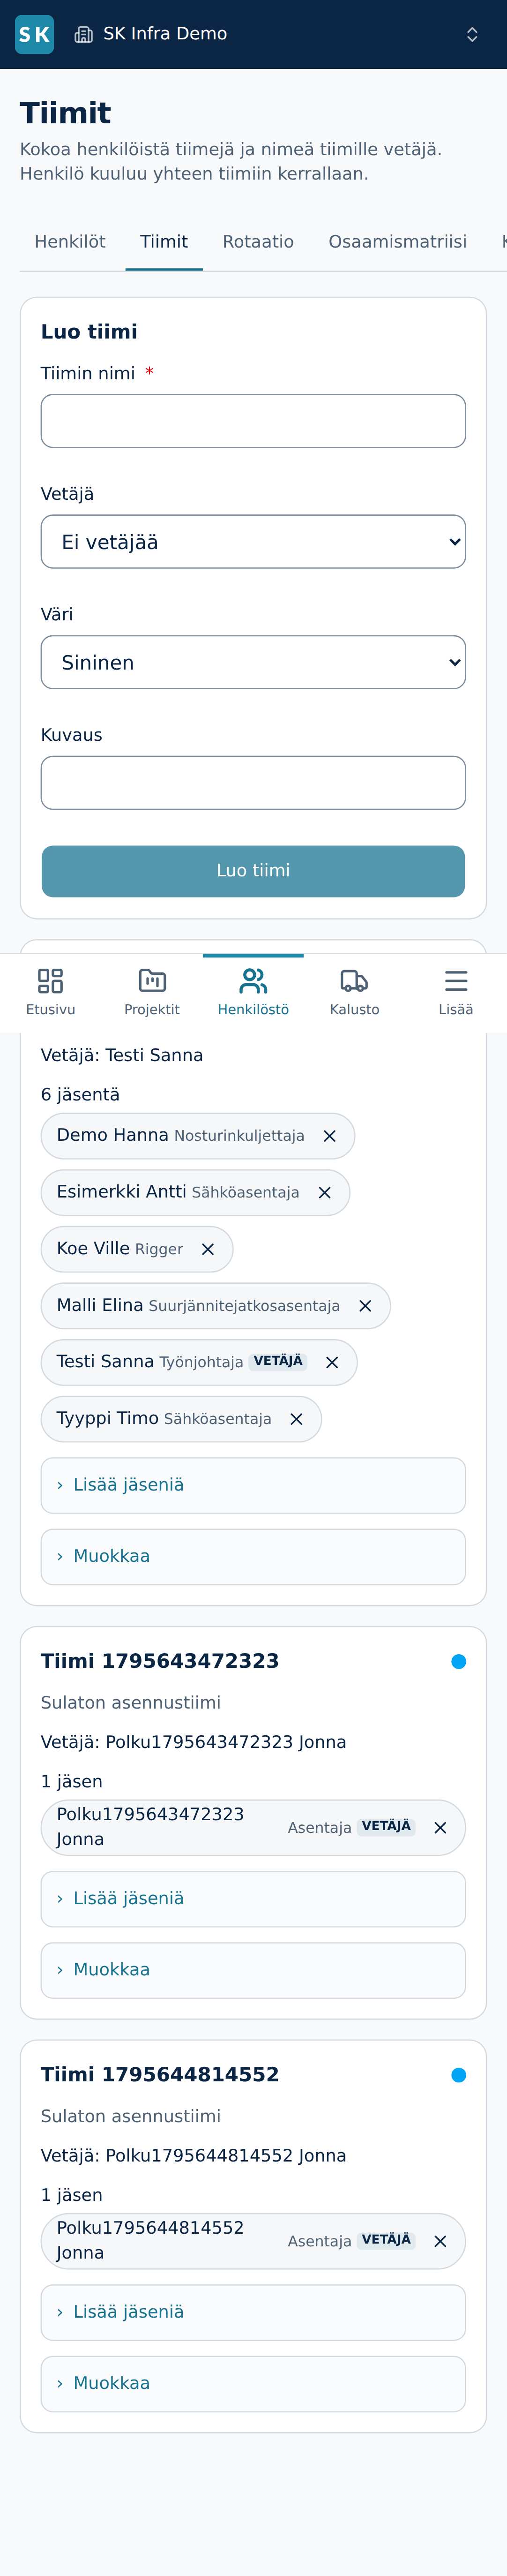 SK
SK Infra Demo
Tiimit
Kokoa henkilöistä tiimejä ja nimeä tiimille vetäjä.
Henkilö kuuluu yhteen tiimiin kerrallaan.
Henkilöt Tiimit Rotaatio Osaamismatriisi
Luo tiimi
Tiimin nimi *
Vetäjä
Ei vetäjää
Väri
Sininen
Kuvaus
Luo tiimi
Etusivu Projektit Henkilöstö Kalusto Lisää
Vetäjä: Testi Sanna
6 jäsentä
Demo Hanna Nosturinkuljettaja
Esimerkki Antti Sähköasentaja
Koe Ville Rigger
Malli Elina Suurjännitejatkosasentaja
Testi Sanna Työnjohtaja VETÄJÄ
Tyyppi Timo Sähköasentaja
› Lisää jäseniä
› Muokkaa
Tiimi 1795643472323
Sulaton asennustiimi
Vetäjä: Polku1795643472323 Jonna
1 jäsen
Polku1795643472323
Jonna
Asentaja VETÄJÄ
› Lisää jäseniä
› Muokkaa
Tiimi 1795644814552
Sulaton asennustiimi
Vetäjä: Polku1795644814552 Jonna
1 jäsen
Polku1795644814552
Jonna
Asentaja VETÄJÄ
› Lisää jäseniä
› Muokkaa